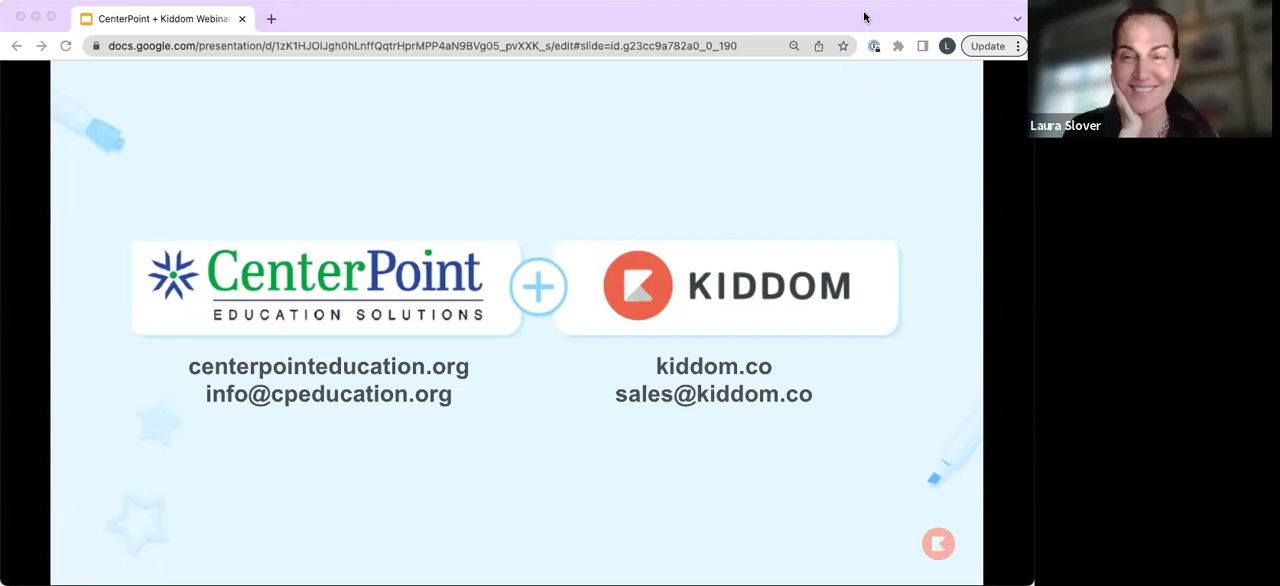 CenterPoint + Kiddom Webina
docs.google.com/presentation/d/1zK1HJOiJgh0hLnffQqtrHprMPP4aN9BVg05_pvXXK_s/edit#slide=id.g23cc9a782a0_0_190
L
Update
Laura Slover
CenterPoint
EDUCATION SOLUTIONS
KIDDOM
centerpointeducation.org
info@cpeducation.org
kiddom.co
sales@kiddom.co